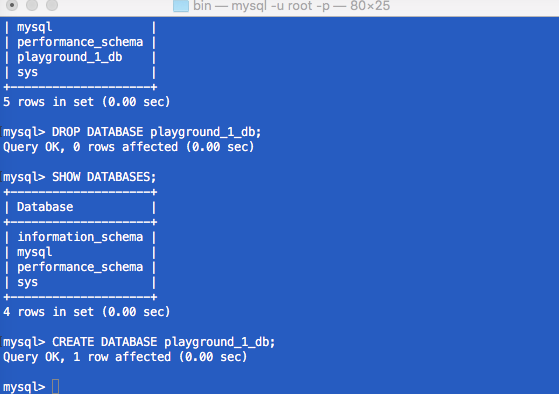 bin — mysql -u root -p — 80×25
| mysql              |
| performance_schema |
| playground_1_db    |
| sys                |
+--------------------+
5 rows in set (0.00 sec)
mysql> DROP DATABASE playground_1_db;
Query OK, 0 rows affected (0.00 sec)
mysql> SHOW DATABASES;
+--------------------+
| Database           |
+--------------------+
| information_schema |
| mysql              |
| performance_schema |
| sys                |
+--------------------+
4 rows in set (0.00 sec)
mysql> CREATE DATABASE playground_1_db;
Query OK, 1 row affected (0.00 sec)
mysql>